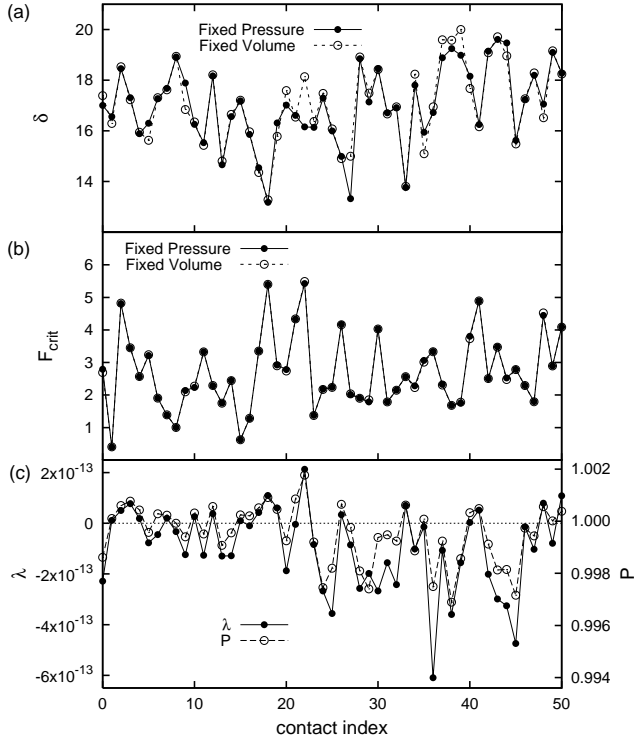 (a)
20
18
16
14
δ
Fixed Pressure
Fixed Volume
(b)
6
5
4
3
2
1
F_crit
Fixed Pressure
Fixed Volume
(c)
2x10^-13
0
-2x10^-13
-4x10^-13
-6x10^-13
λ
λ
P
1.002
1.000
0.998
0.996
0.994
P
0 10 20 30 40 50
contact index